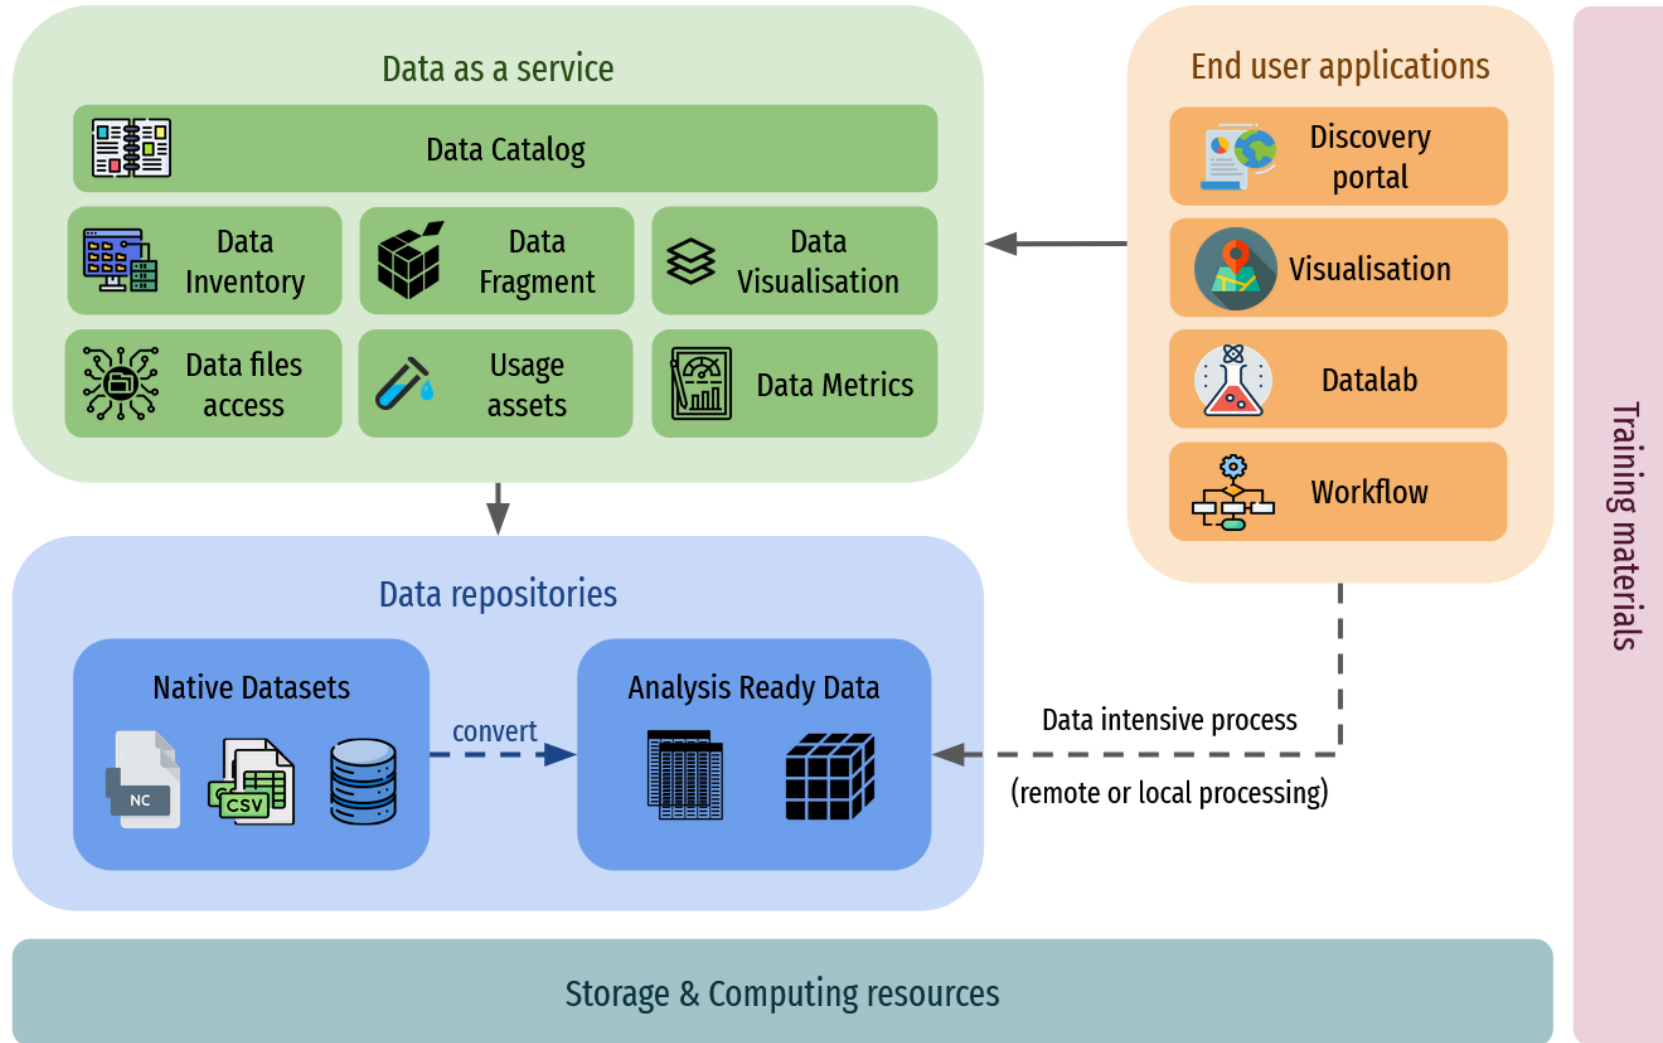 Data as a service
Data Catalog
Data
Inventory
Data
Fragment
Data
Visualisation
Data files
access
Usage
assets
Data Metrics
End user applications
Discovery
portal
Visualisation
Datalab
Workflow
Training materials
Data repositories
Native Datasets
NC
CSV
convert
Analysis Ready Data
Data intensive process
(remote or local processing)
Storage & Computing resources